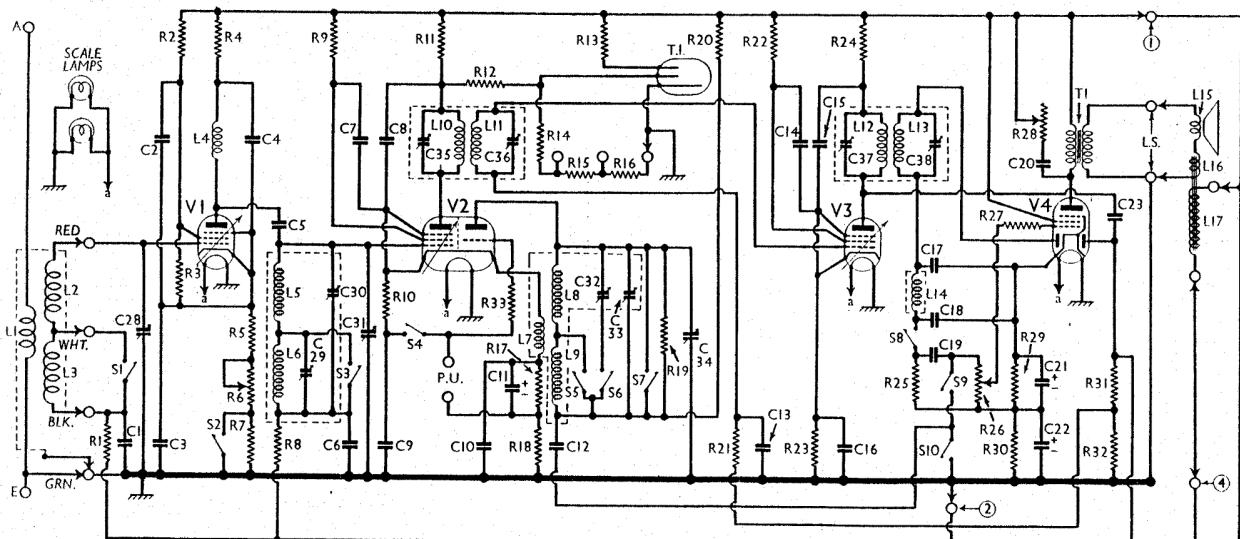 A
SCALE
LAMPS
a
R2
R4
R9
R11
R13
T.I.
R20
R22
R24
①
R12
L4
C2
C4
C7
C8
L10
L11
C35
C36
R14
R15
R16
C14
C15
L12
L13
C37
C38
R28
C20
T1
L.S.
L15
L16
L17
V1
C5
V2
V3
R27
V4
C23
RED
R3
a
a
a
a
L1
L2
WHT.
L3
BLK.
C28
S1
R5
R6
L5
C30
C31
L6
C29
S3
R10
S4
R33
P.U.
L7
R17
C11
L8
C32
C33
L9
S5
S6
S7
R19
C34
C17
L14
C18
S8
C19
R29
C21
R25
S9
R26
C22
R31
R1
C1
C3
S2
R7
R8
C6
C9
C10
R18
C12
R21
C13
R23
C16
S10
R30
R32
E
GRN.
②
④